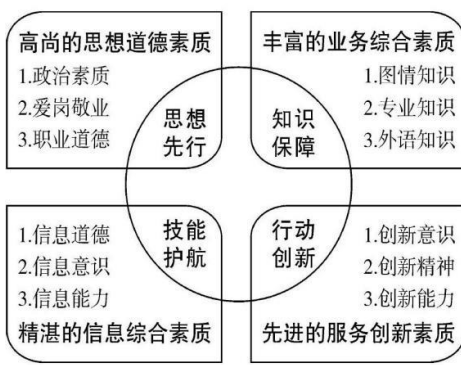 高尚的思想道德素质
1.政治素质
2.爱岗敬业
3.职业道德
思想
先行
丰富的业务综合素质
1.图情知识
2.专业知识
3.外语知识
知识
保障
技能
护航
1.信息道德
2.信息意识
3.信息能力
精湛的信息综合素质
行动
创新
1.创新意识
2.创新精神
3.创新能力
先进的服务创新素质